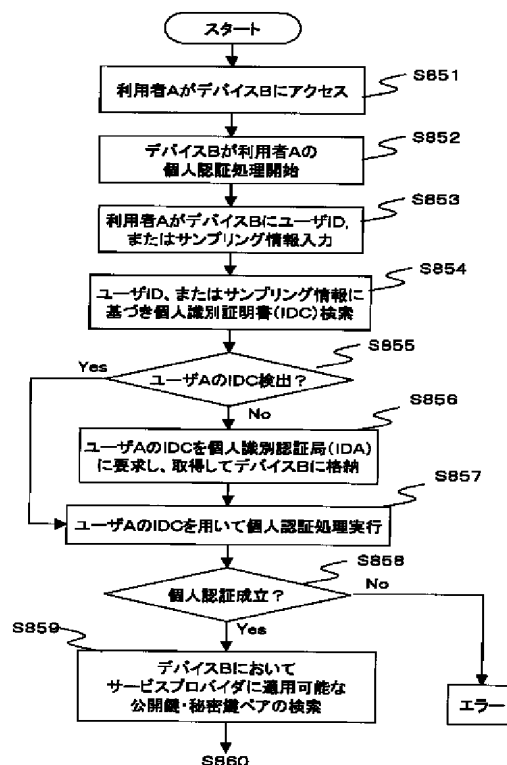 スタート
S851
利用者AがデバイスBにアクセス
S852
デバイスBが利用者Aの
個人認証処理開始
S853
利用者AがデバイスBにユーザID,
またはサンプリング情報入力
S854
ユーザID、またはサンプリング情報に
基づき個人識別証明書(IDC)検索
S855
Yes
ユーザAのIDC検出？
No
S856
ユーザAのIDCを個人識別認証局(IDA)
に要求し、取得してデバイスBに格納
S857
ユーザAのIDCを用いて個人認証処理実行
S858
個人認証成立？
No
Yes
S859
デバイスBにおいて
サービスプロバイダに適用可能な
公開鍵・秘密鍵ペアの検索
エラー
S860